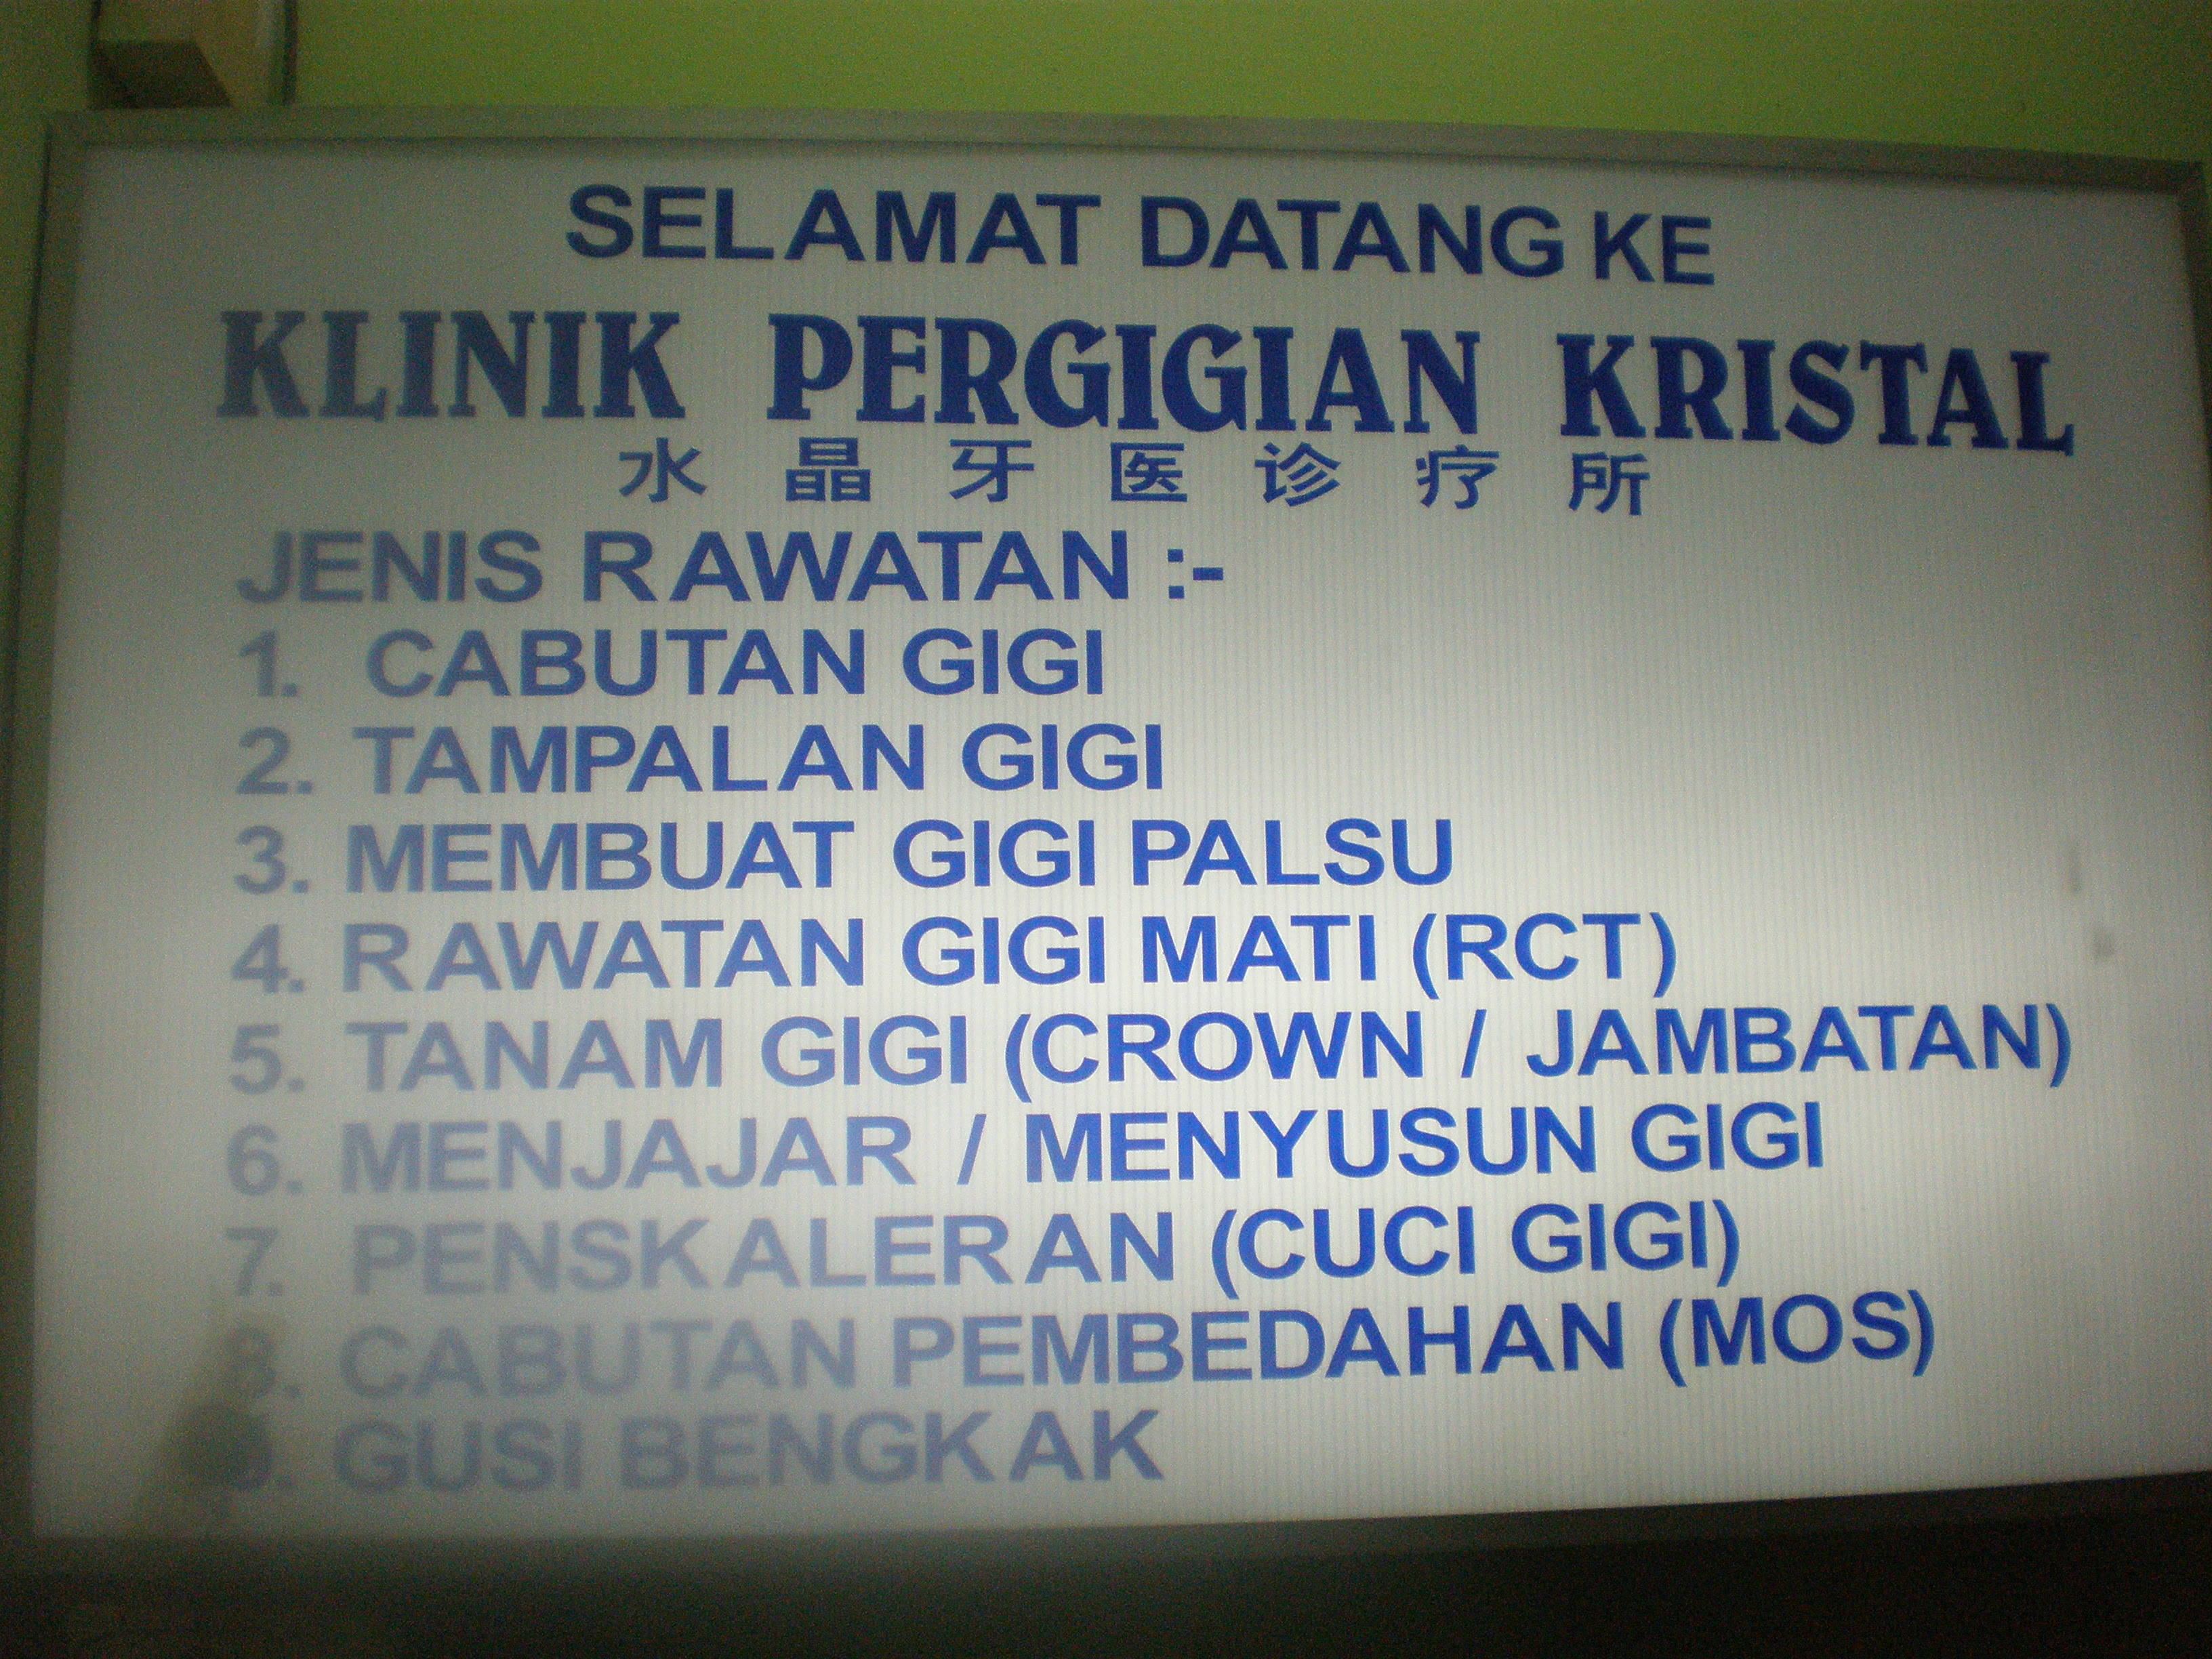 SELAMAT DATANG KE
KLINIK PERGIGIAN KRISTAL
水晶牙医诊疗所
JENIS RAWATAN :-
1. CABUTAN GIGI
2. TAMPALAN GIGI
3. MEMBUAT GIGI PALSU
4. RAWATAN GIGI MATI (RCT)
5. TANAM GIGI (CROWN / JAMBATAN)
6. MENJAJAR / MENYUSUN GIGI
7. PENSKALERAN (CUCI GIGI)
8. CABUTAN PEMBEDAHAN (MOS)
9. GUSI BENGKAK